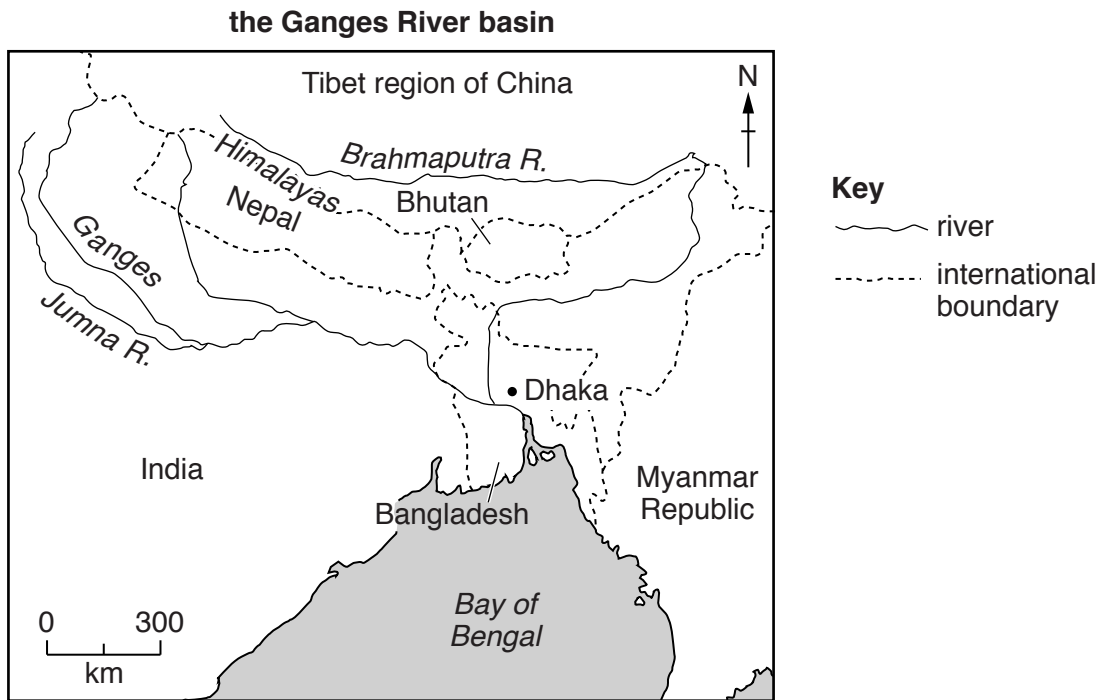 the Ganges River basin
Tibet region of China
N
Himalayas
Brahmaputra R.
Nepal
Bhutan
Ganges
Jumna R.
Dhaka
India
Bangladesh
Myanmar
Republic
Bay of
Bengal
0 300
km
Key
river
international
boundary